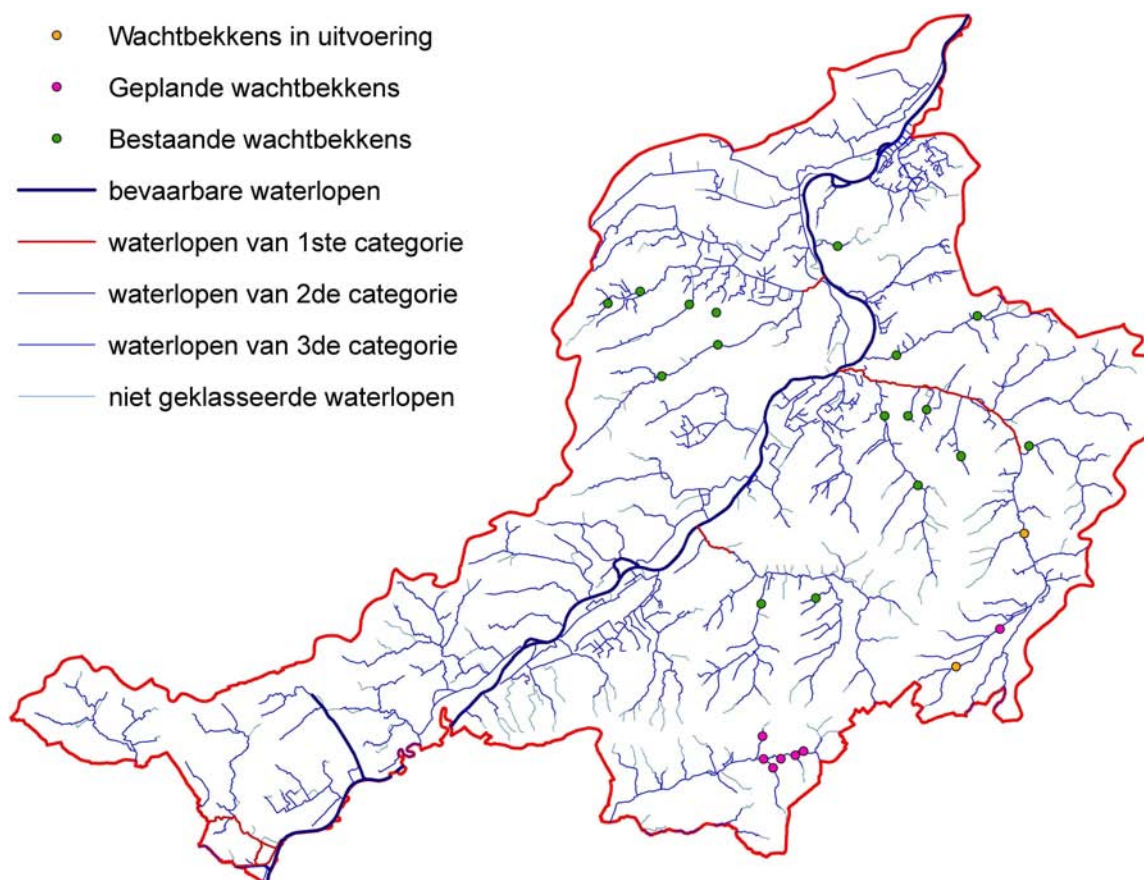 Wachtbekkens in uitvoering
Geplande wachtbekkens
Bestaande wachtbekkens
bevaarbare waterlopen
waterlopen van 1ste categorie
waterlopen van 2de categorie
waterlopen van 3de categorie
niet geklasseerde waterlopen